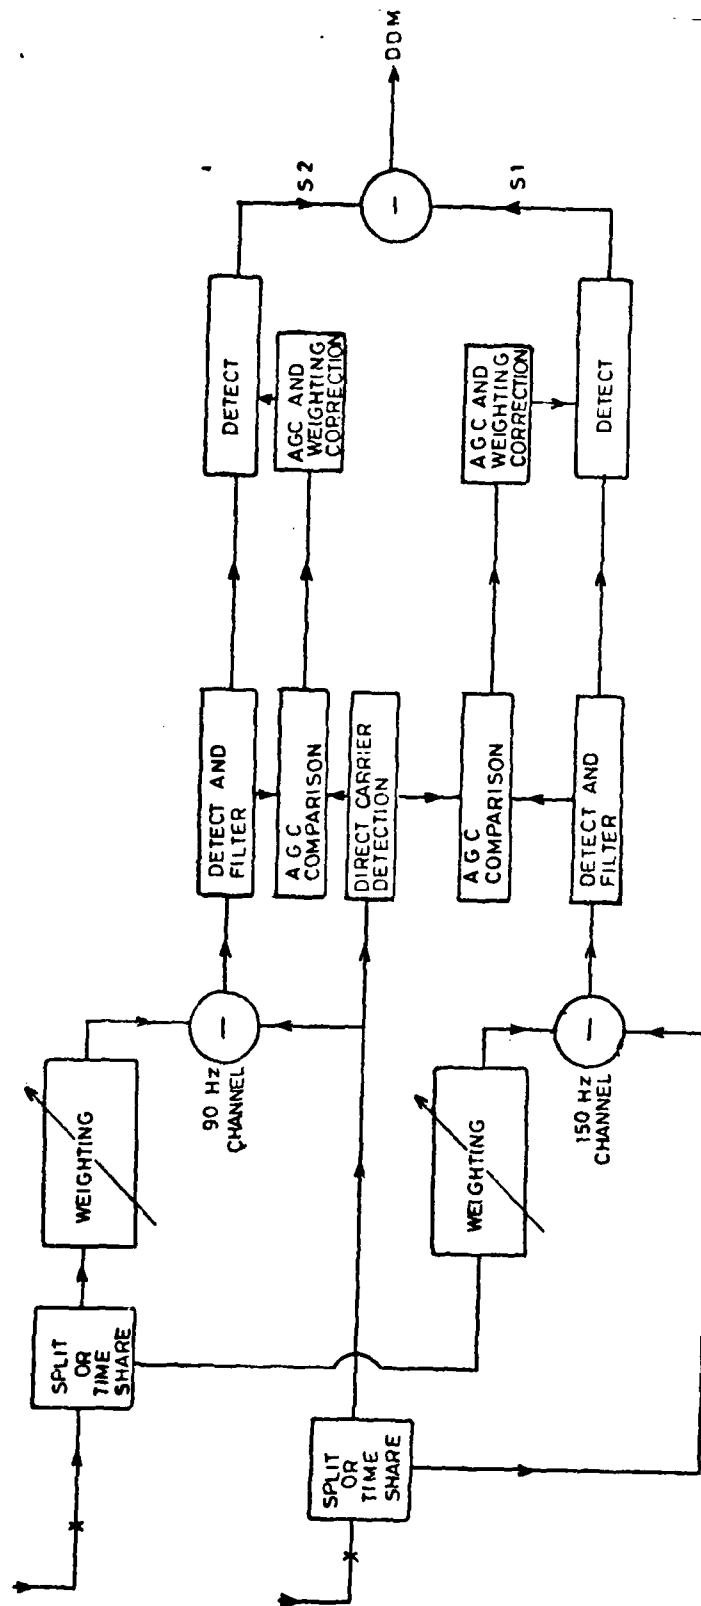 SPLIT
OR
TIME
SHARE
WEIGHTING
90 Hz
CHANNEL
–
DETECT AND
FILTER
DETECT
S2
AGC
COMPARISON
AGC AND
WEIGHTING
CORRECTION
DIRECT CARRIER
DETECTION
–
DDM
SPLIT
OR
TIME
SHARE
AGC
COMPARISON
AGC AND
WEIGHTING
CORRECTION
S1
WEIGHTING
150 Hz
CHANNEL
–
DETECT AND
FILTER
DETECT